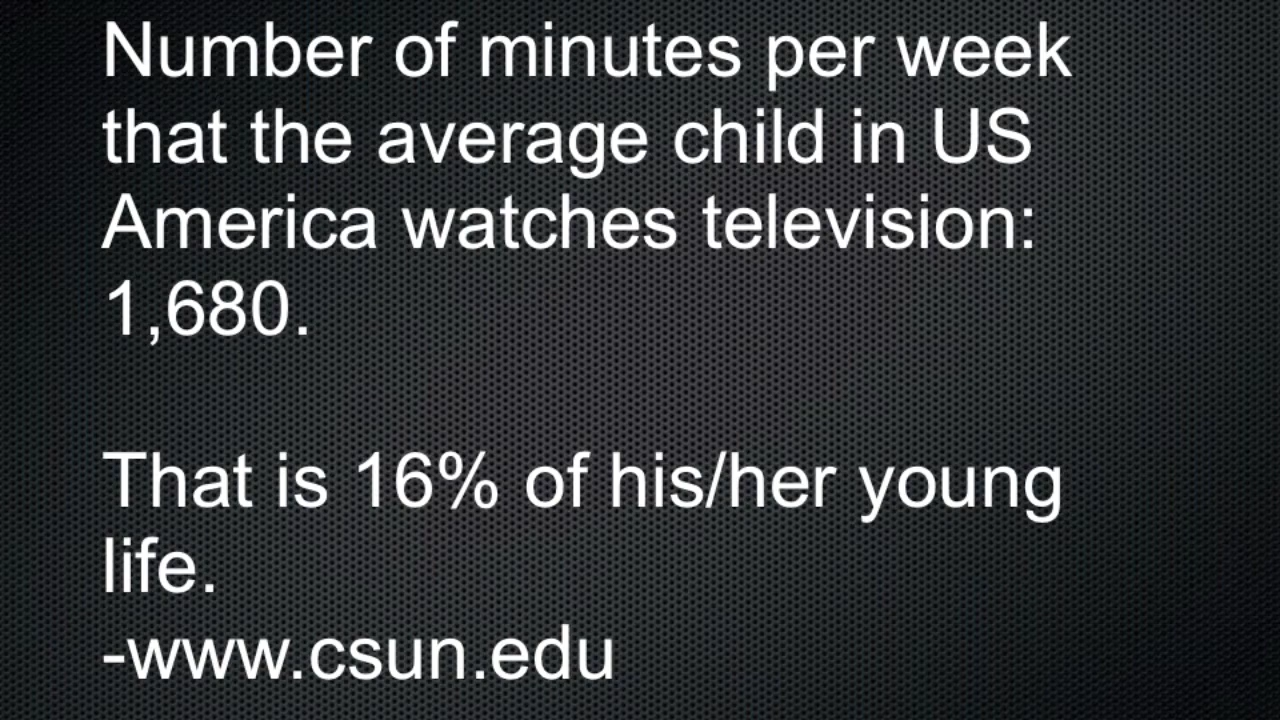 Number of minutes per week
that the average child in US
America watches television:
1,680.
That is 16% of his/her young
life.
-www.csun.edu